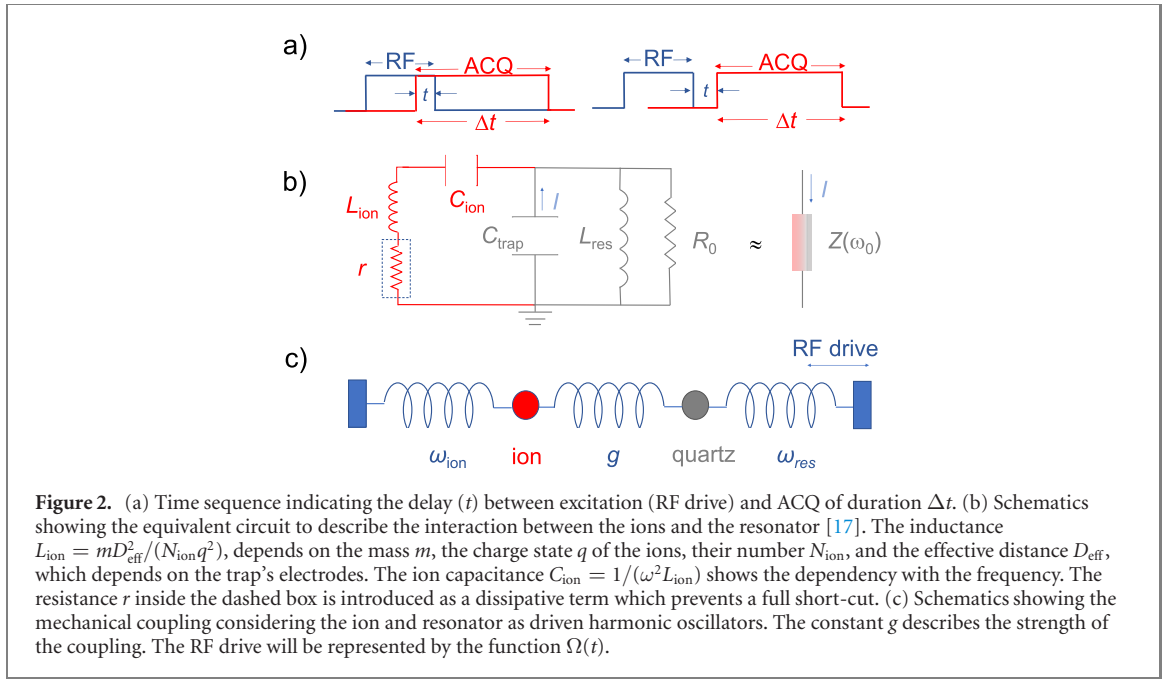 a)
RF ACQ RF ACQ
t t
Δt Δt
b)
L_ion C_ion I C_trap L_res R_0 ≈ I Z(ω_0)
r
c)
RF drive
ω_ion ion g quartz ω_res
Figure 2. (a) Time sequence indicating the delay (t) between excitation (RF drive) and ACQ of duration Δt. (b) Schematics
showing the equivalent circuit to describe the interaction between the ions and the resonator [17]. The inductance
L_ion = mD²_eff/(N_ion q²), depends on the mass m, the charge state q of the ions, their number N_ion, and the effective distance D_eff,
which depends on the trap's electrodes. The ion capacitance C_ion = 1/(ω²L_ion) shows the dependency with the frequency. The
resistance r inside the dashed box is introduced as a dissipative term which prevents a full short-cut. (c) Schematics showing the
mechanical coupling considering the ion and resonator as driven harmonic oscillators. The constant g describes the strength of
the coupling. The RF drive will be represented by the function Ω(t).